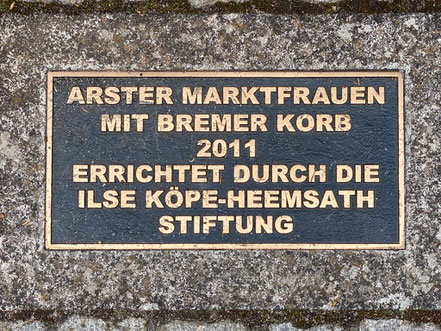 ARSTER MARKTFRAUEN
MIT BREMER KORB
2011
ERRICHTET DURCH DIE
ILSE KÖPE-HEEMSATH
STIFTUNG